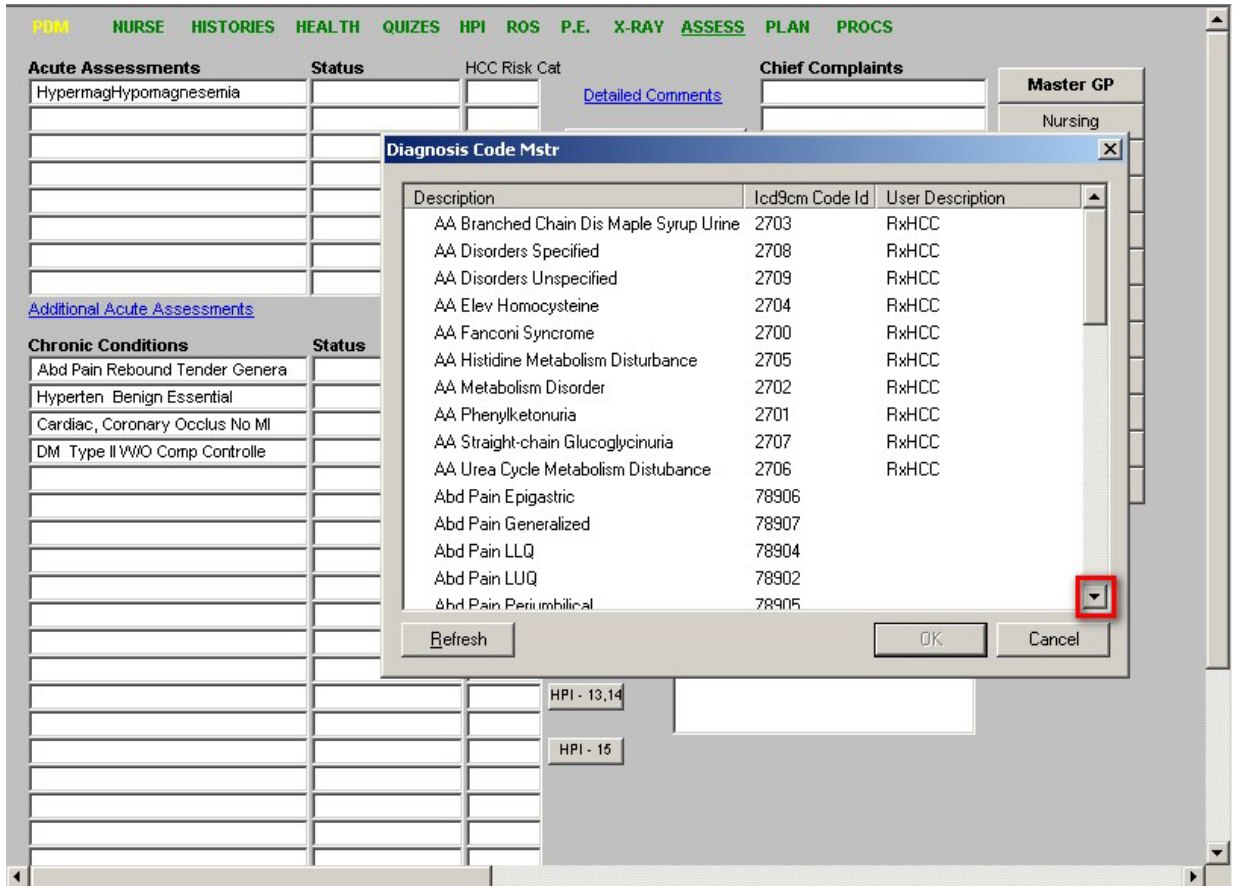 PDM NURSE HISTORIES HEALTH QUIZES HPI ROS P.E. X-RAY ASSESS PLAN PROCS
Acute Assessments Status HCC Risk Cat Chief Complaints
HypermagHypomagnesemia
Detailed Comments
Master GP
Nursing
Additional Acute Assessments
Chronic Conditions Status
Abd Pain Rebound Tender Genera
Hyperten Benign Essential
Cardiac, Coronary Occlus No MI
DM Type II W/O Comp Controlle
Diagnosis Code Mstr
Description Icd9cm Code Id User Description
AA Branched Chain Dis Maple Syrup Urine 2703 RxHCC
AA Disorders Specified 2708 RxHCC
AA Disorders Unspecified 2709 RxHCC
AA Elev Homocysteine 2704 RxHCC
AA Fanconi Syncrome 2700 RxHCC
AA Histidine Metabolism Disturbance 2705 RxHCC
AA Metabolism Disorder 2702 RxHCC
AA Phenylketonuria 2701 RxHCC
AA Straight-chain Glucoglycinuria 2707 RxHCC
AA Urea Cycle Metabolism Distubance 2706 RxHCC
Abd Pain Epigastric 78906
Abd Pain Generalized 78907
Abd Pain LLQ 78904
Abd Pain LUQ 78902
Abd Pain Periumbilical 78905
Refresh OK Cancel
HPI - 13,14
HPI - 15